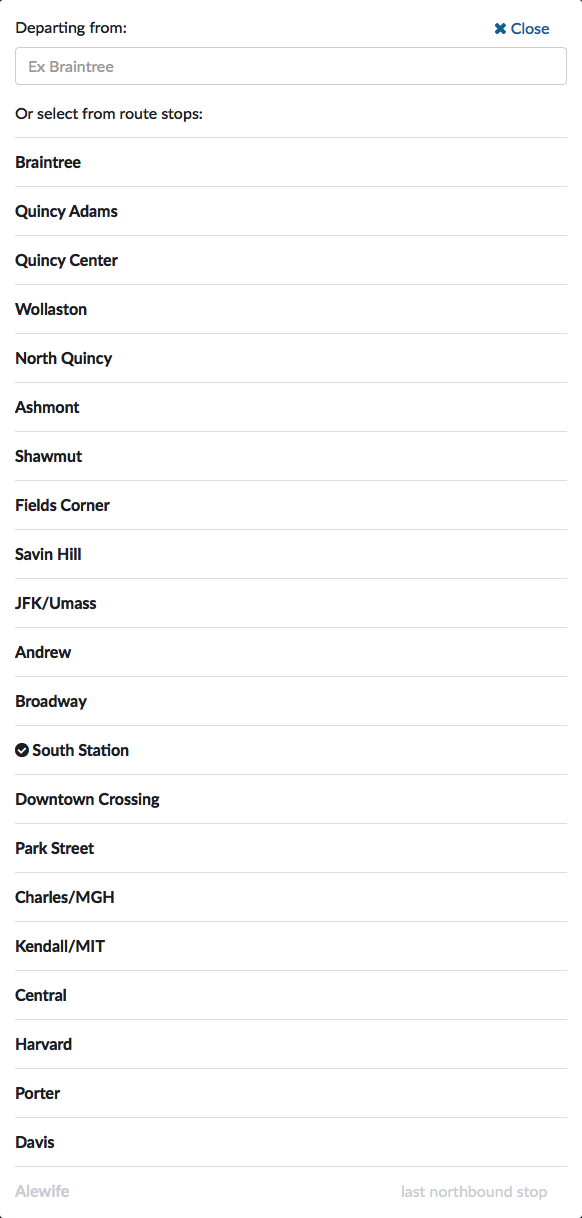 Departing from:
Close
Ex Braintree
Or select from route stops:
Braintree
Quincy Adams
Quincy Center
Wollaston
North Quincy
Ashmont
Shawmut
Fields Corner
Savin Hill
JFK/Umass
Andrew
Broadway
South Station
Downtown Crossing
Park Street
Charles/MGH
Kendall/MIT
Central
Harvard
Porter
Davis
Alewife last northbound stop